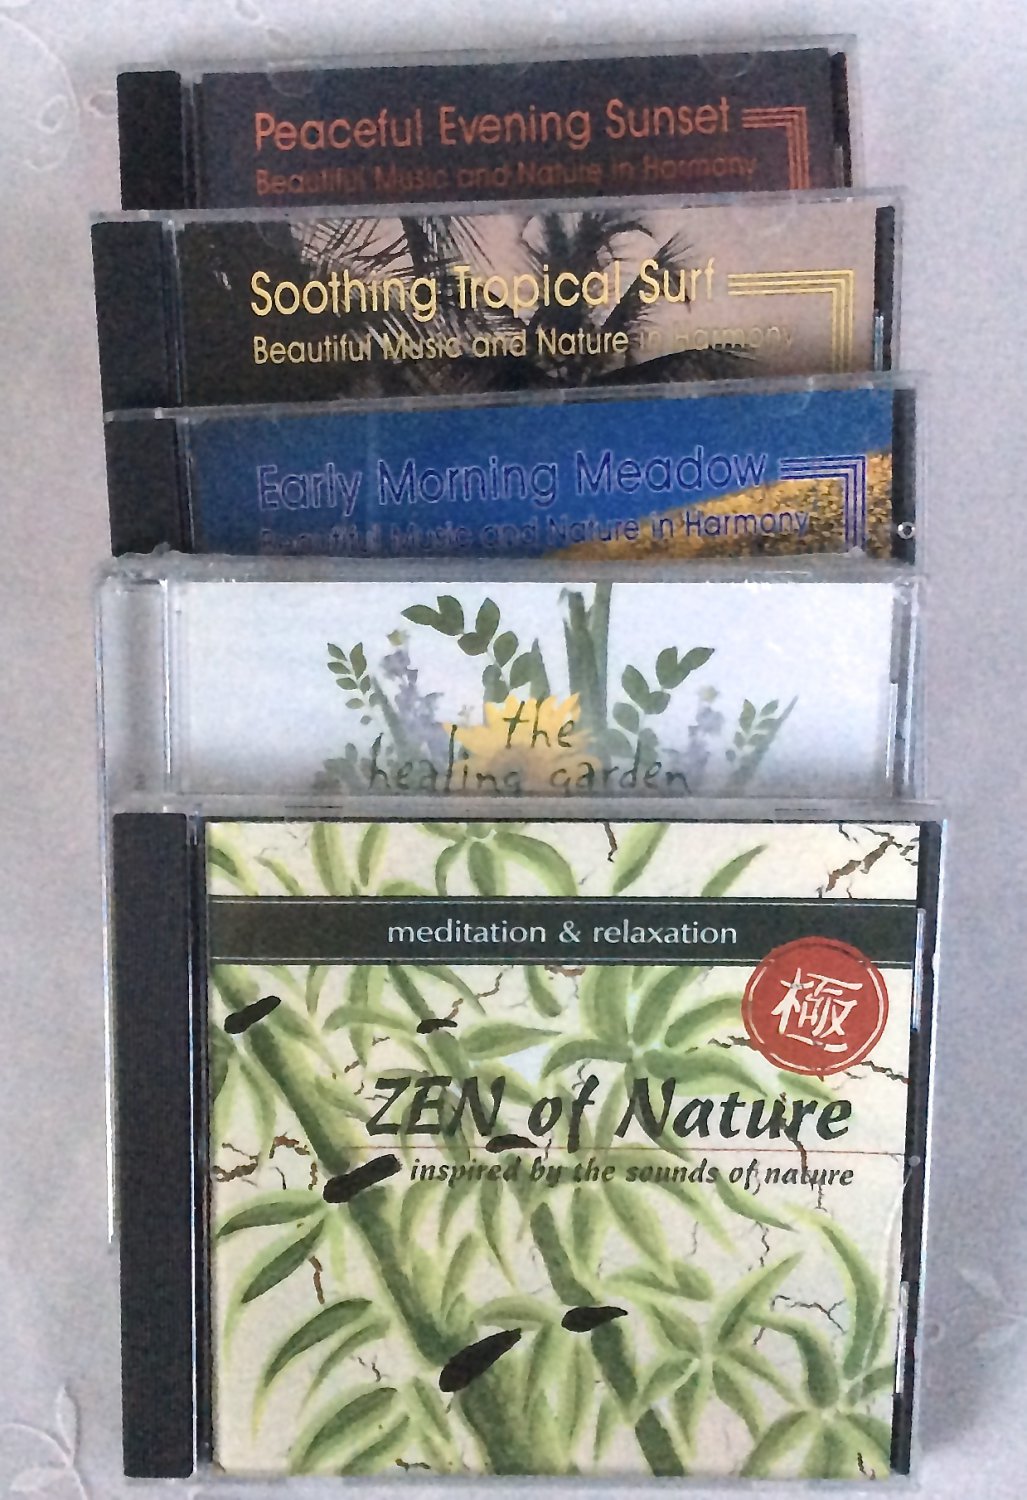 Peaceful Evening Sunset
Beautiful Music and Nature in Harmony
Soothing Tropical Surf
Beautiful Music and Nature in Harmony
Early Morning Meadow
Beautiful Music and Nature in Harmony
the
healing garden
meditation & relaxation
極
ZEN of Nature
inspired by the sounds of nature